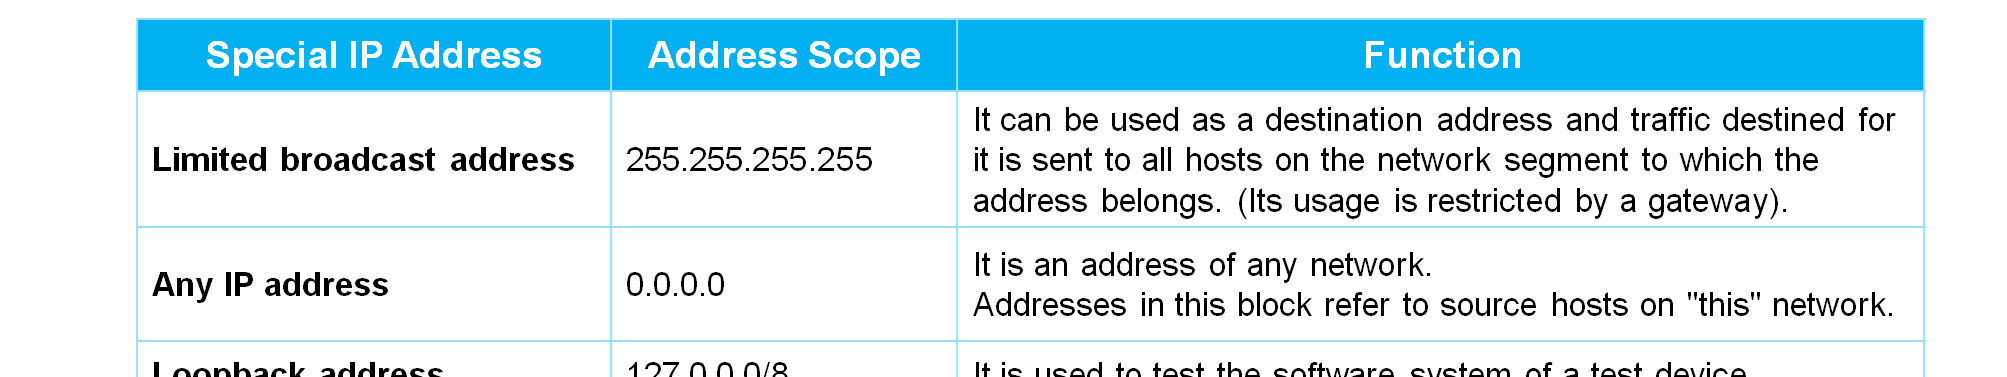 Special IP Address Address Scope Function
It can be used as a destination address and traffic destined for
Limited broadcast address 255.255.255.255 it is sent to all hosts on the network segment to which the
address belongs. (Its usage is restricted by a gateway).
It is an address of any network.
Any IP address 0.0.0.0
Addresses in this block refer to source hosts on "this" network.
Loopback address 127.0.0.0/8 It is used to test the software system of a test device.